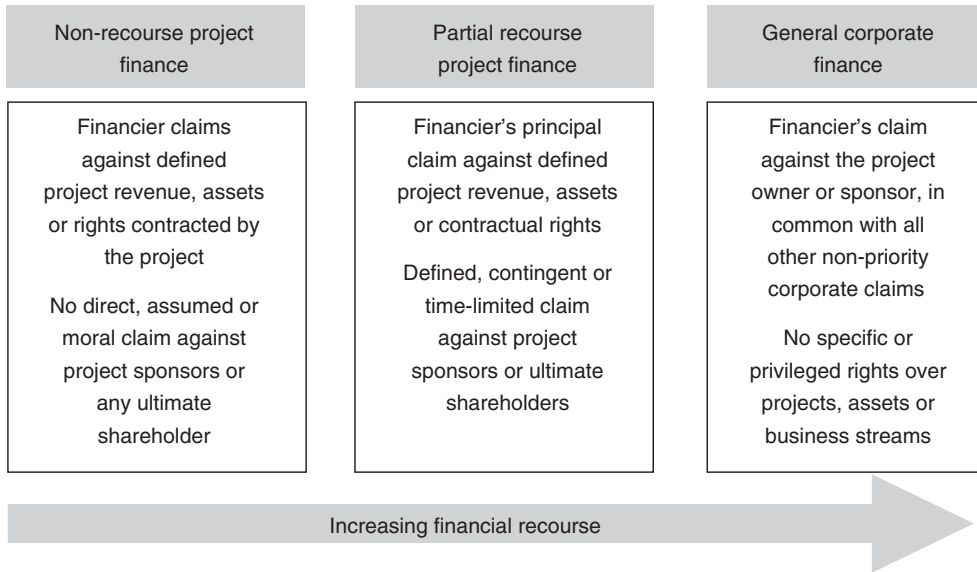 Non-recourse project
finance
Partial recourse
project finance
General corporate
finance
Financier claims
against defined
project revenue, assets
or rights contracted by
the project
No direct, assumed or
moral claim against
project sponsors or
any ultimate
shareholder
Financier's principal
claim against defined
project revenue, assets
or contractual rights
Defined, contingent or
time-limited claim
against project
sponsors or ultimate
shareholders
Financier's claim
against the project
owner or sponsor, in
common with all
other non-priority
corporate claims
No specific or
privileged rights over
projects, assets or
business streams
Increasing financial recourse